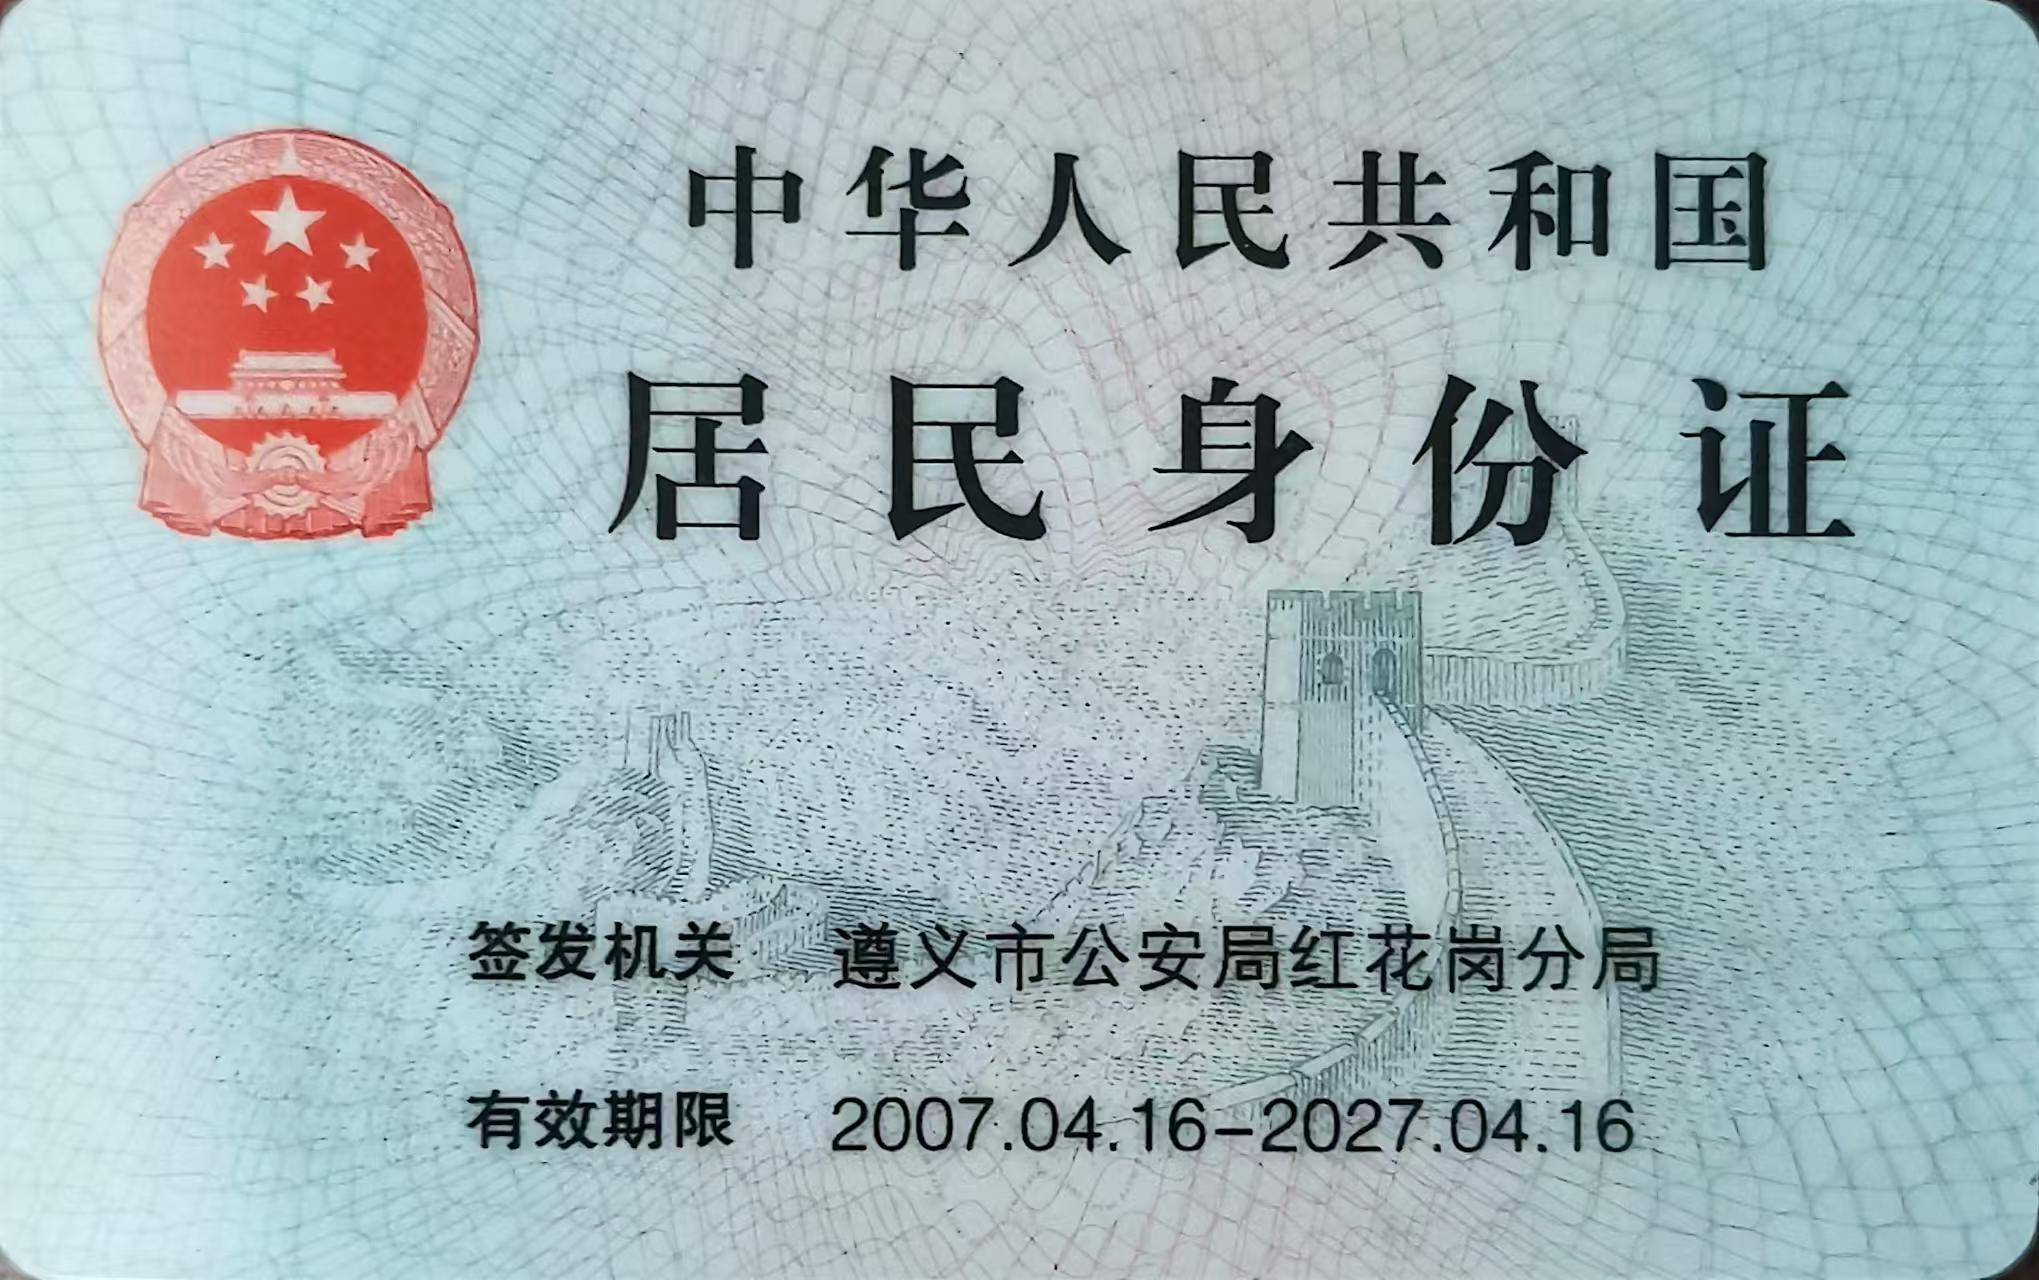 中华人民共和国
居民身份证
签发机关 遵义市公安局红花岗分局
有效期限 2007.04.16-2027.04.16